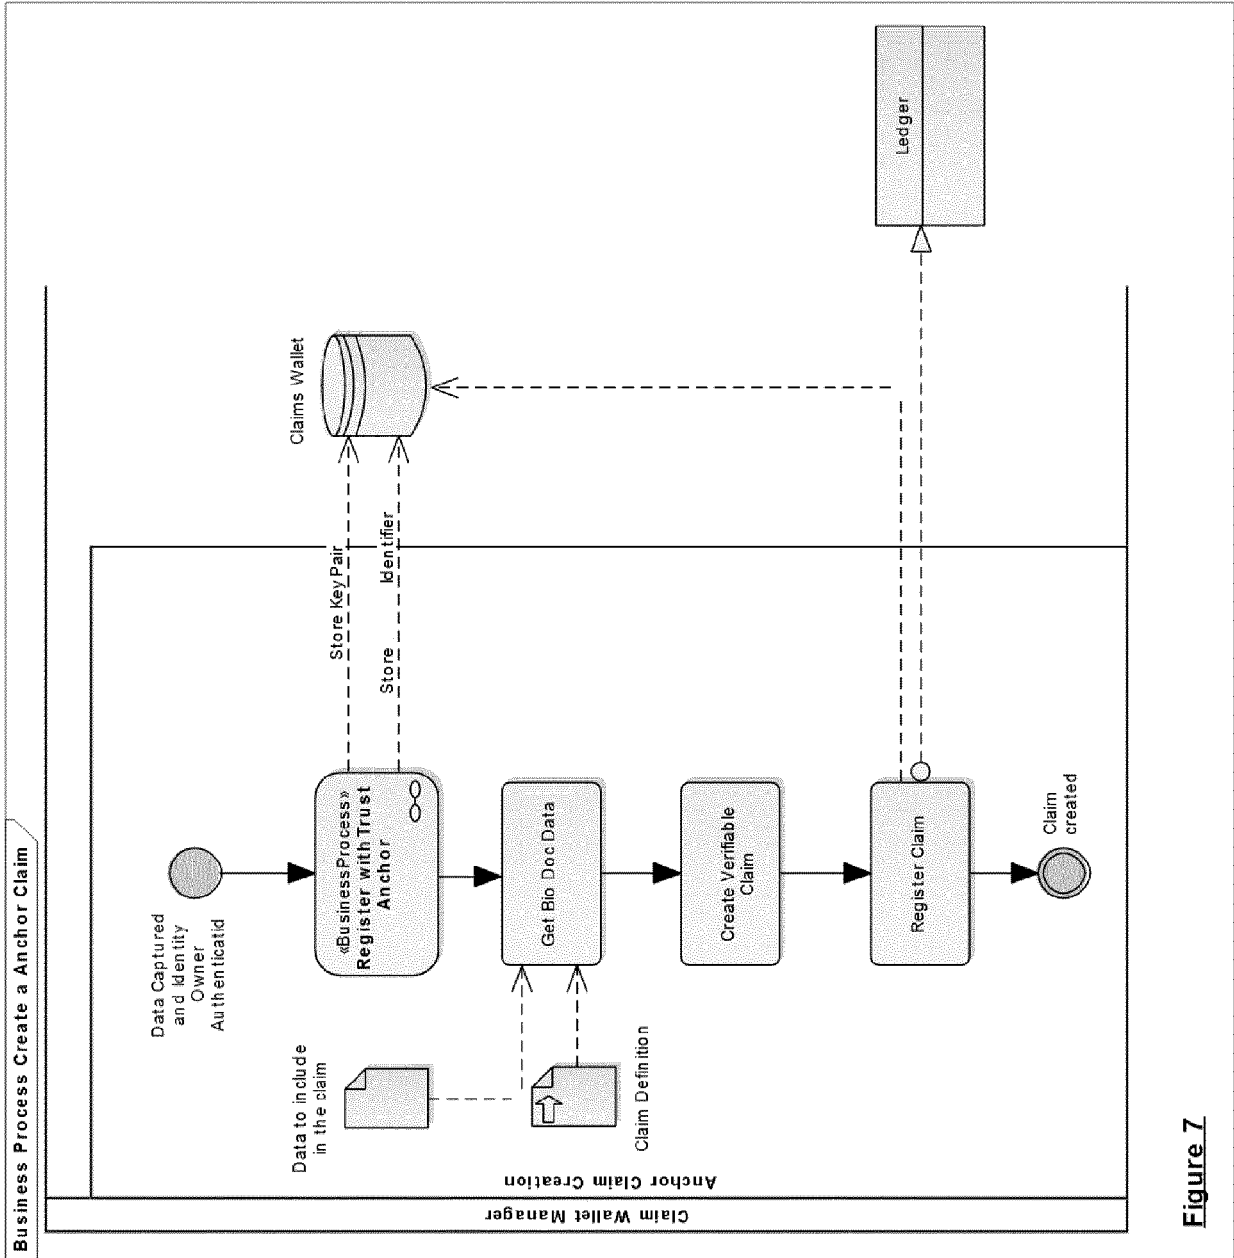 Business Process Create a Anchor Claim
Claim Wallet Manager
Anchor Claim Creation
Data Captured
and Identity
Owner
Authenticatid
«BusinessProcess»
Register with Trust
Anchor
Store KeyPair
Store Identifier
Claims Wallet
Data to include
in the claim
Claim Definition
Get Bio Doc Data
Create Verifiable
Claim
Register Claim
Ledger
Claim
created
Figure 7